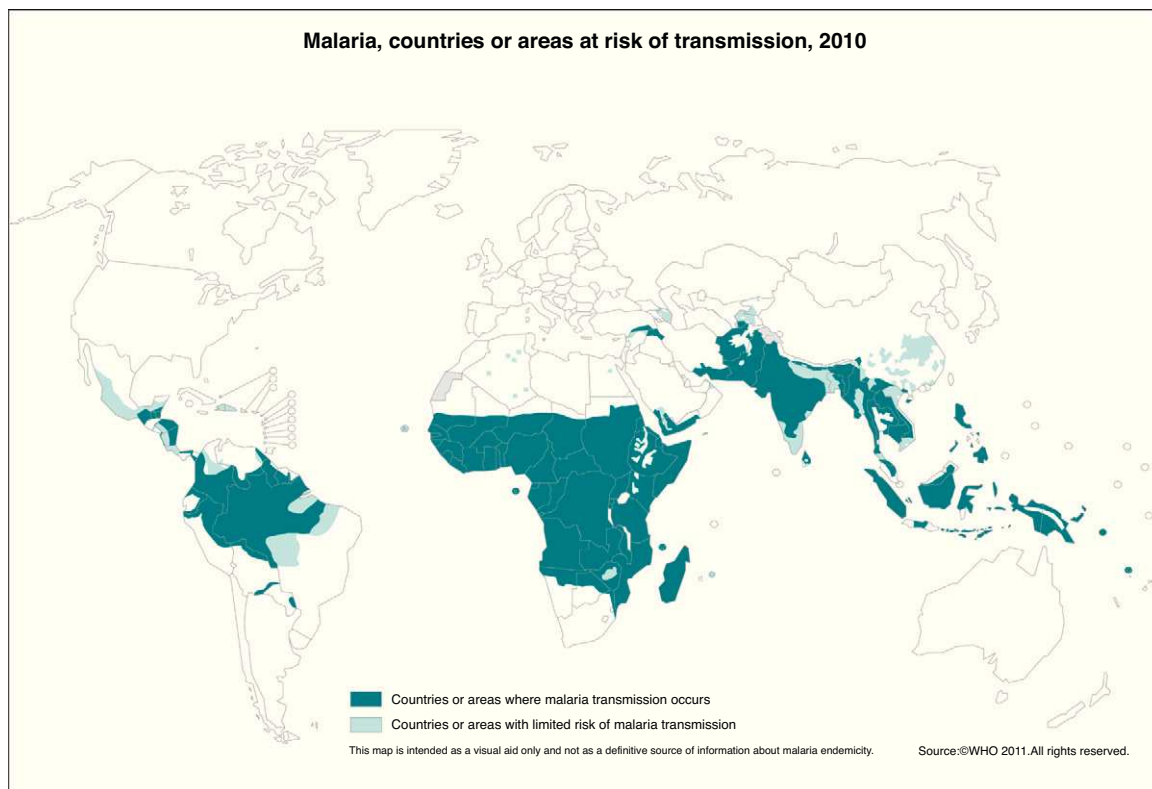 Malaria, countries or areas at risk of transmission, 2010
Countries or areas where malaria transmission occurs
Countries or areas with limited risk of malaria transmission
This map is intended as a visual aid only and not as a definitive source of information about malaria endemicity.
Source:©WHO 2011.All rights reserved.